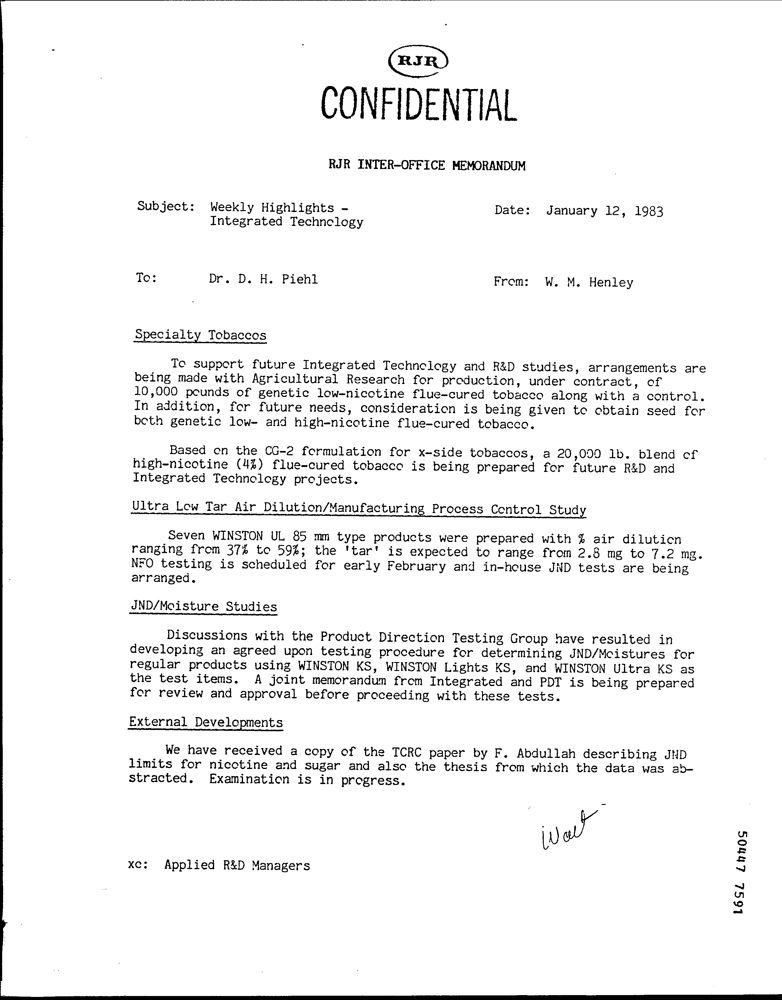 RJR
CONFIDENTIAL
RJR INTER-OFFICE MEMORANDUM
Subject: Weekly Highlights -
Integrated Technology
Date: January 12, 1983
To: Dr. D. H. Piehl
From: W. M. Henley
Specialty Tobaccos
To support future Integrated Technology and R&D studies, arrangements are
being made with Agricultural Research for production, under contract, of
10,000 pounds of genetic low-nicotine flue-cured tobacco along with a control.
In addition, for future needs, consideration is being given to obtain seed for
both genetic low- and high-nicotine flue-cured tobacco.
Based on the CG-2 formulation for x-side tobaccos, a 20,000 lb. blend of
high-nicotine (4%) flue-cured tobacco is being prepared for future R&D and
Integrated Technology projects.
Ultra Low Tar Air Dilution/Manufacturing Process Control Study
Seven WINSTON UL 85 mm type products were prepared with % air dilution
ranging from 37% to 59%; the 'tar' is expected to range from 2.8 mg to 7.2 mg.
NFO testing is scheduled for early February and in-house JND tests are being
arranged.
JND/Moisture Studies
Discussions with the Product Direction Testing Group have resulted in
developing an agreed upon testing procedure for determining JND/Moistures for
regular products using WINSTON KS, WINSTON Lights KS, and WINSTON Ultra KS as
the test items. A joint memorandum from Integrated and PDT is being prepared
for review and approval before proceeding with these tests.
External Developments
We have received a copy of the TCRC paper by F. Abdullah describing JND
limits for nicotine and sugar and also the thesis from which the data was ab-
stracted. Examination is in progress.
Walt
xc: Applied R&D Managers
50447 7591